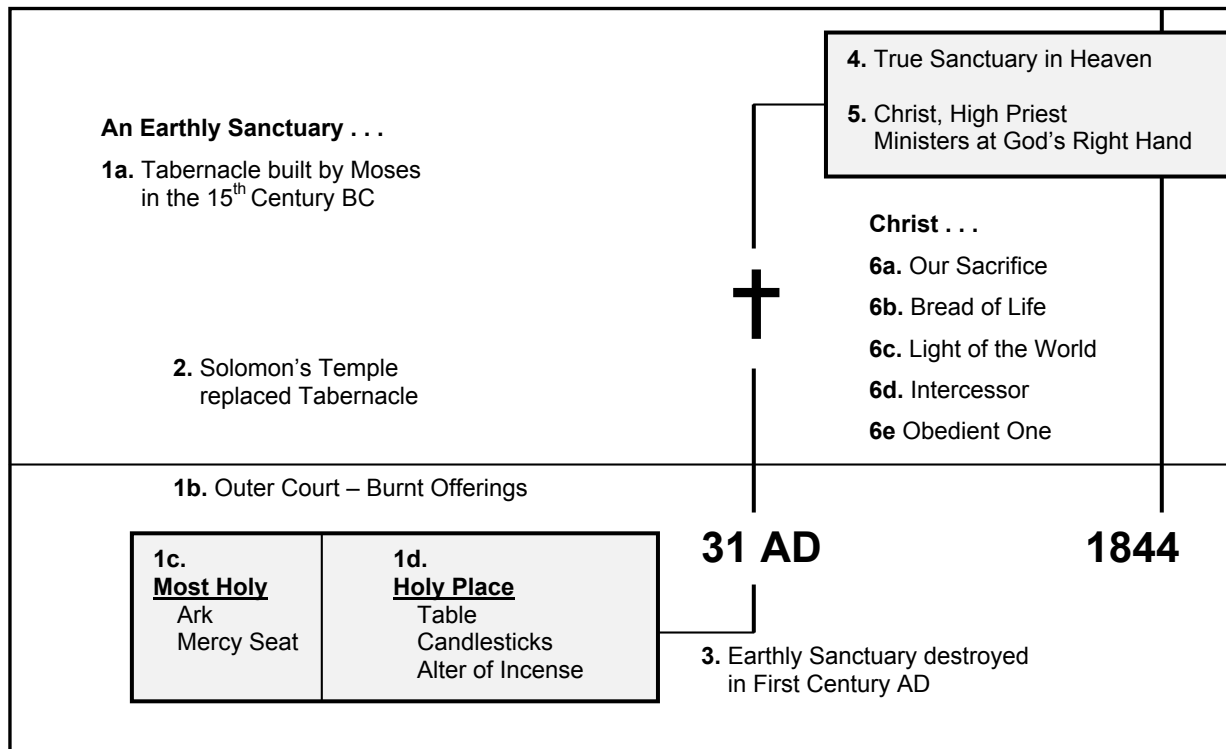 An Earthly Sanctuary . . .
1a. Tabernacle built by Moses
in the 15th Century BC
2. Solomon's Temple
replaced Tabernacle
4. True Sanctuary in Heaven
5. Christ, High Priest
Ministers at God's Right Hand
Christ . . .
6a. Our Sacrifice
6b. Bread of Life
6c. Light of the World
6d. Intercessor
6e Obedient One
1b. Outer Court – Burnt Offerings
1c.
Most Holy
Ark
Mercy Seat
1d.
Holy Place
Table
Candlesticks
Alter of Incense
31 AD
1844
3. Earthly Sanctuary destroyed
in First Century AD